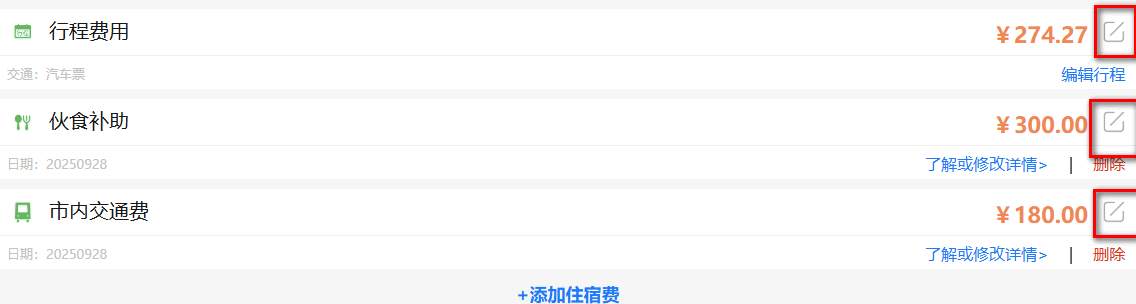 行程费用 ¥274.27
交通：汽车票 编辑行程
伙食补助 ¥300.00
日期：20250928 了解或修改详情> | 删除
市内交通费 ¥180.00
日期：20250928 了解或修改详情> | 删除
+添加住宿费